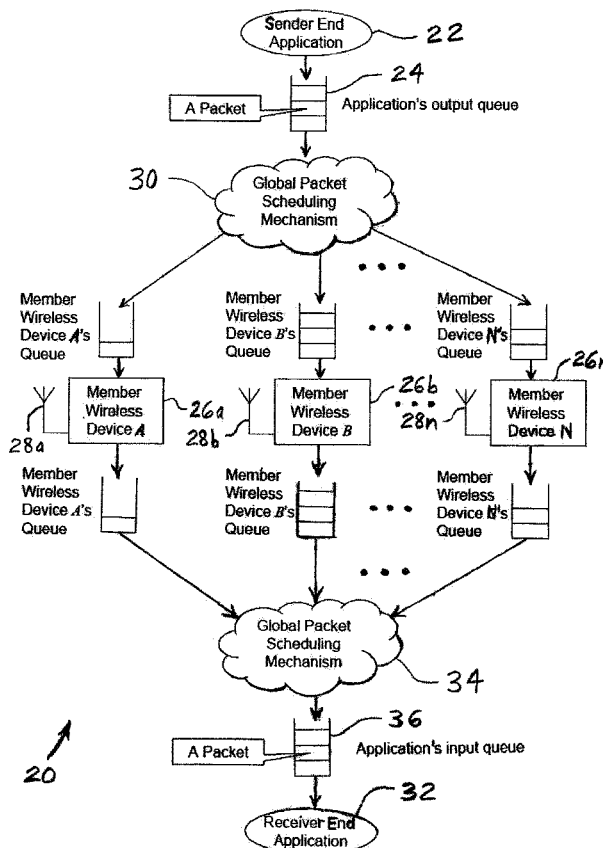 Sender End
Application
22
24
A Packet
Application's output queue
30
Global Packet
Scheduling
Mechanism
Member
Wireless
Device A's
Queue
Member
Wireless
Device B's
Queue
Member
Wireless
Device N's
Queue
Member
Wireless
Device A
26a
28a
Member
Wireless
Device B
26b
28b
Member
Wireless
Device N
28n
Member
Wireless
Device A's
Queue
Member
Wireless
Device B's
Queue
Member
Wireless
Device
Queue
Global Packet
Scheduling
Mechanism
34
36
A Packet
Application's input queue
20
32
Receiver End
Application